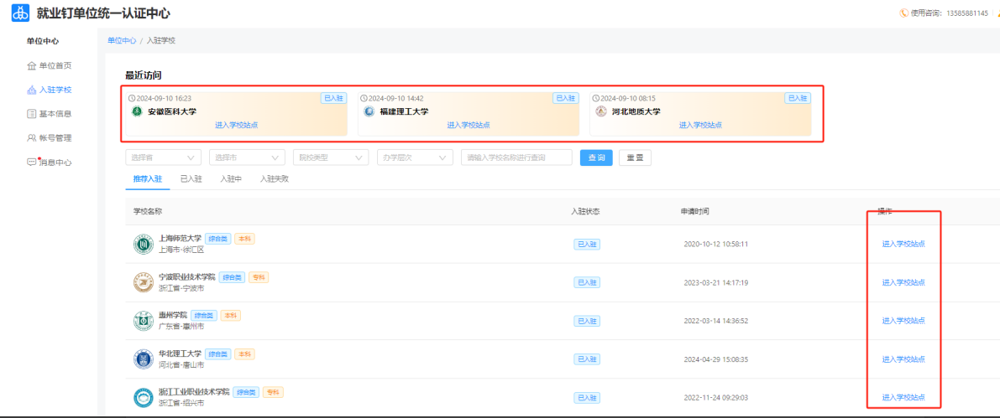 就业钉单位统一认证中心
使用咨询: 13585881145
单位中心
单位首页
入驻学校
基本信息
帐号管理
消息中心
单位中心 / 入驻学校
最近访问
2024-09-10 16:23 已入驻
安徽医科大学
进入学校站点
2024-09-10 14:42 已入驻
福建理工大学
进入学校站点
2024-09-10 08:15 已入驻
河北地质大学
进入学校站点
选择省 选择市 院校类型 办学层次 请输入学校名称进行查询 查询 重置
推荐入驻 已入驻 入驻中 入驻失败
学校名称 入驻状态 申请时间 操作
上海师范大学 综合类 本科
上海市-徐汇区
已入驻 2020-10-12 10:58:11 进入学校站点
宁波职业技术学院 综合类 专科
浙江省-宁波市
已入驻 2023-03-21 14:17:19 进入学校站点
惠州学院 综合类 本科
广东省-惠州市
已入驻 2022-03-14 14:36:52 进入学校站点
华北理工大学 综合类 本科
河北省-唐山市
已入驻 2024-04-29 15:08:35 进入学校站点
浙江工业职业技术学院 综合类 专科
浙江省-绍兴市
已入驻 2022-11-24 09:29:03 进入学校站点